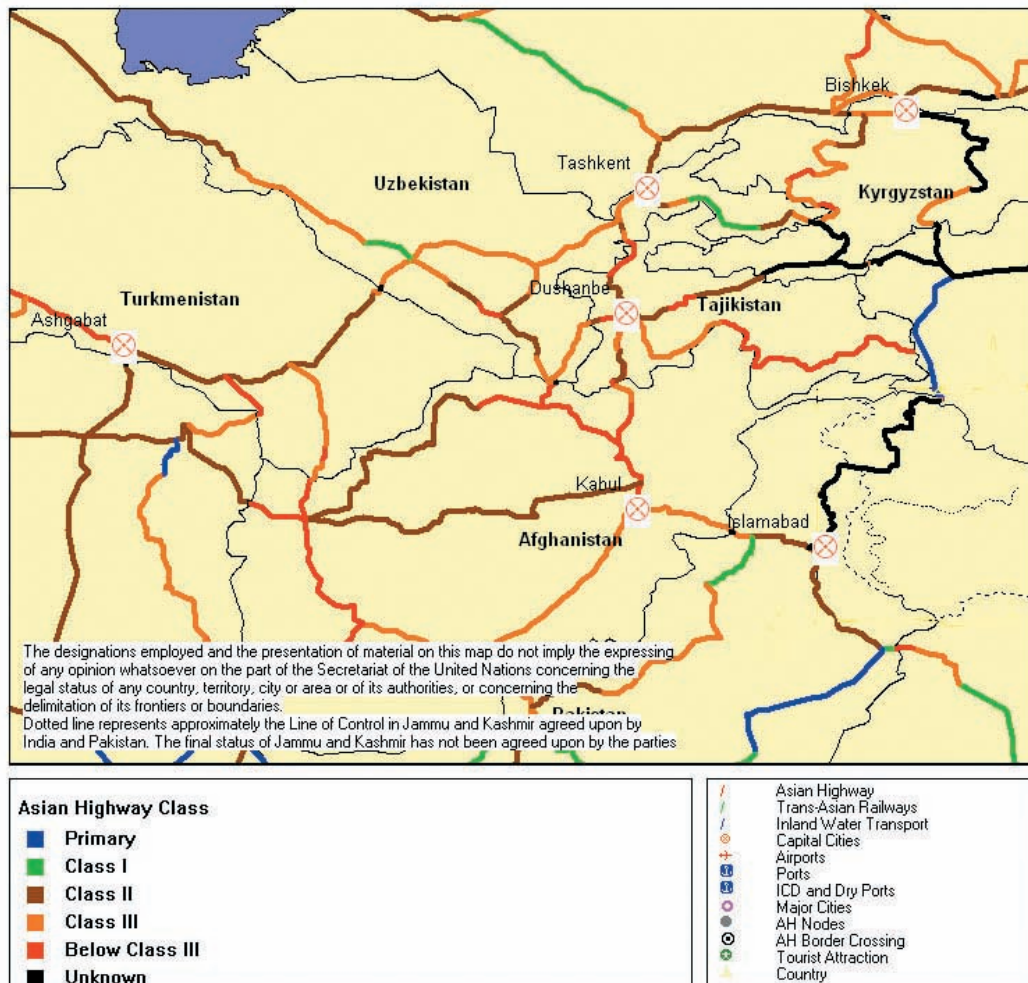 Bishkek
Tashkent
Uzbekistan
Kyrgyzstan
Dushanbe
Turkmenistan
Tajikistan
Ashgabat
Kabul
Islamabad
Afghanistan
The designations employed and the presentation of material on this map do not imply the expressing
of any opinion whatsoever on the part of the Secretariat of the United Nations concerning the
legal status of any country, territory, city or area or of its authorities, or concerning the
delimitation of its frontiers or boundaries.
Pakistan
Dotted line represents approximately the Line of Control in Jammu and Kashmir agreed upon by
India and Pakistan. The final status of Jammu and Kashmir has not been agreed upon by the parties
Asian Highway Class
Primary
Class I
Class II
Class III
Below Class III
Unknown
Asian Highway
Trans-Asian Railways
Inland Water Transport
Capital Cities
Airports
Ports
ICD and Dry Ports
Major Cities
AH Nodes
AH Border Crossing
Tourist Attraction
Country